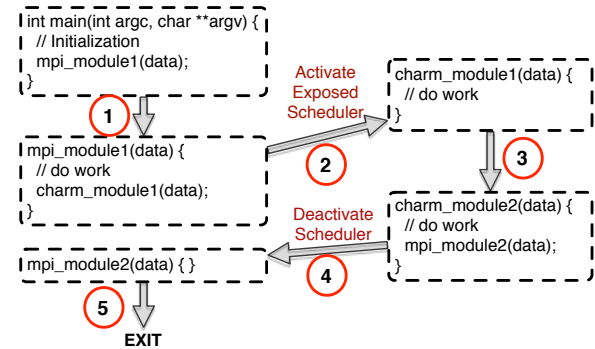 int main(int argc, char **argv) {
// Initialization
mpi_module1(data);
}
1
mpi_module1(data) {
// do work
charm_module1(data);
}
Activate
Exposed
Scheduler
2
charm_module1(data) {
// do work
}
3
charm_module2(data) {
// do work
mpi_module2(data);
}
Deactivate
Scheduler
4
mpi_module2(data) { }
5
EXIT